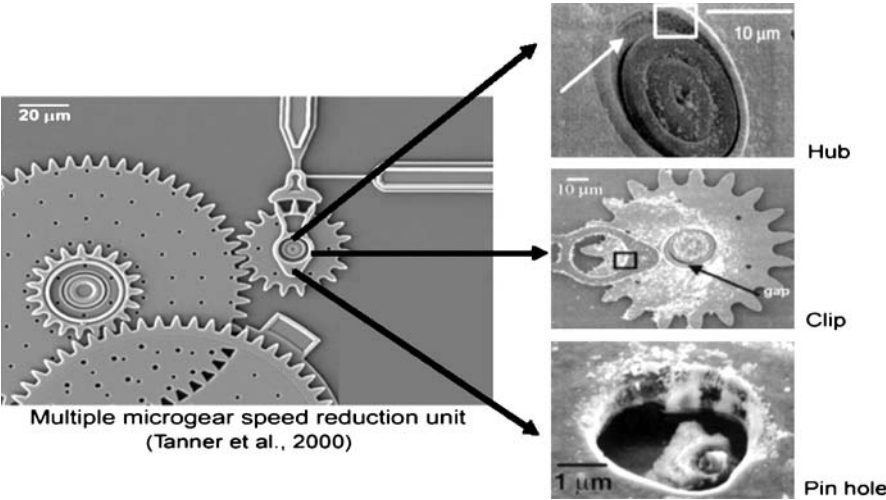 20 μm
Multiple microgear speed reduction unit
(Tanner et al., 2000)
10 μm
Hub
10 μm
gap
Clip
1 μm
Pin hole